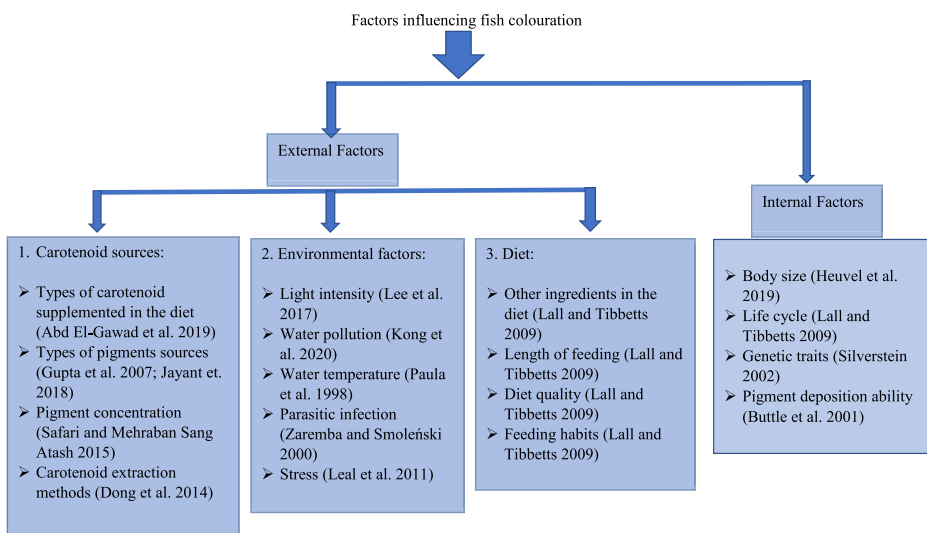 Factors influencing fish colouration
External Factors
Internal Factors
1. Carotenoid sources:
➢ Types of carotenoid
supplemented in the diet
(Abd El-Gawad et al. 2019)
➢ Types of pigments sources
(Gupta et al. 2007; Jayant et.
2018)
➢ Pigment concentration
(Safari and Mehraban Sang
Atash 2015)
➢ Carotenoid extraction
methods (Dong et al. 2014)
2. Environmental factors:
➢ Light intensity (Lee et al.
2017)
➢ Water pollution (Kong
et al. 2020)
➢ Water temperature (Paula
et al. 1998)
➢ Parasitic infection
(Zaremba and Smoleński
2000)
➢ Stress (Leal et al. 2011)
3. Diet:
➢ Other ingredients in the
diet (Lall and Tibbetts
2009)
➢ Length of feeding (Lall and
Tibbetts 2009)
➢ Diet quality (Lall and
Tibbetts 2009)
➢ Feeding habits (Lall and
Tibbetts 2009)
➢ Body size (Heuvel et al.
2019)
➢ Life cycle (Lall and
Tibbetts 2009)
➢ Genetic traits (Silverstein
2002)
➢ Pigment deposition ability
(Buttle et al. 2001)